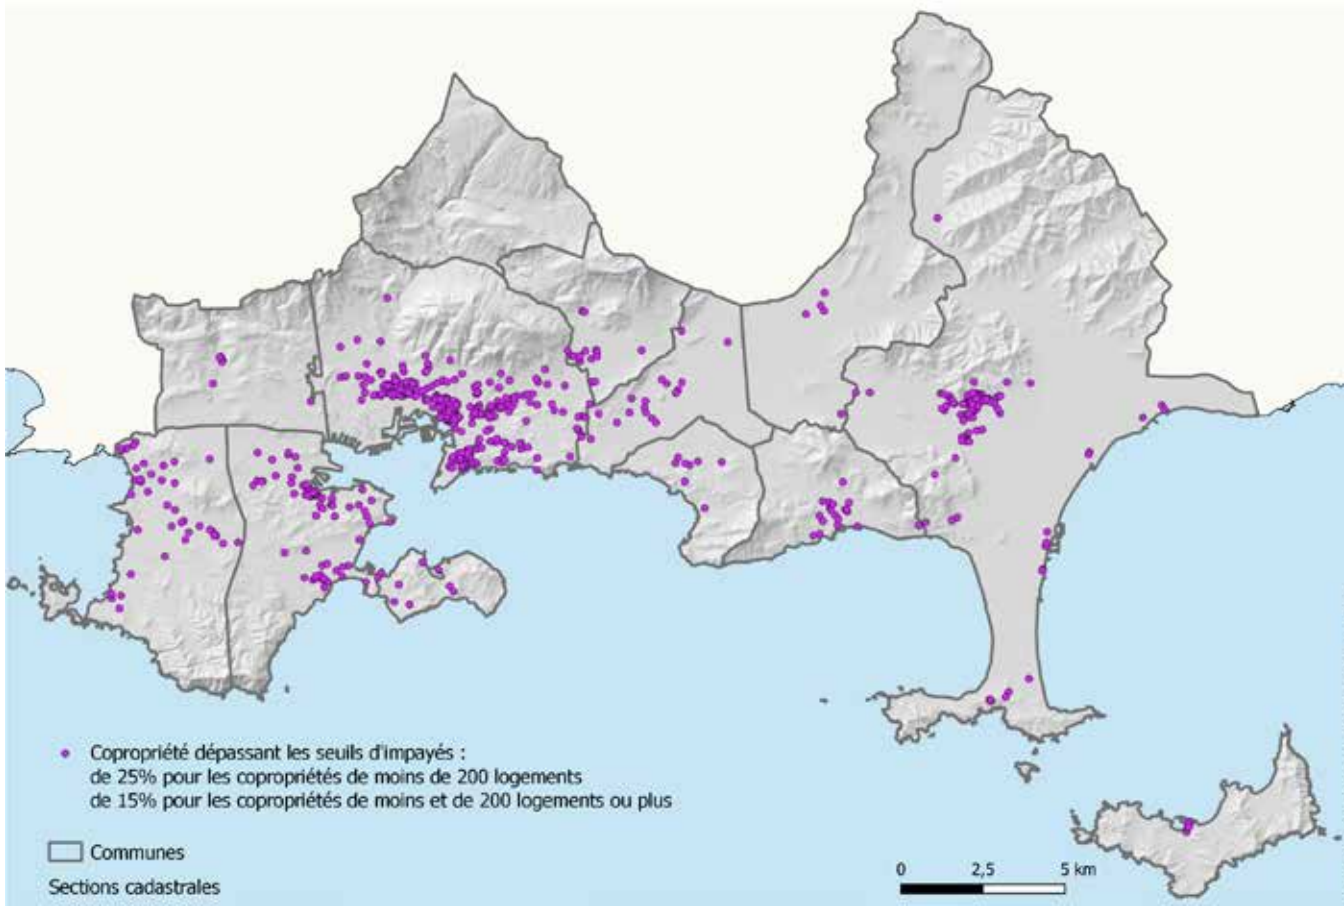 Copropriété dépassant les seuils d'impayés :
de 25% pour les copropriétés de moins de 200 logements
de 15% pour les copropriétés de moins et de 200 logements ou plus
Communes
Sections cadastrales
0 2,5 5 km